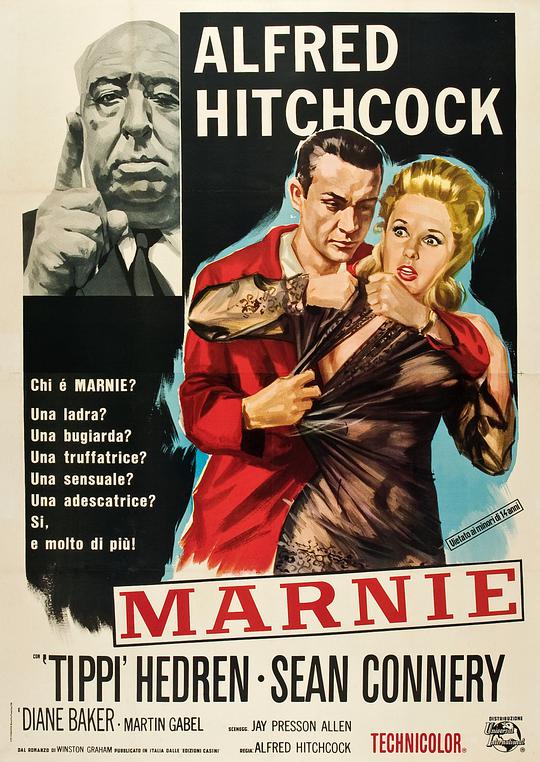 ALFRED
HITCHCOCK
Chi é MARNIE?
Una ladra?
Una bugiarda?
Una truffatrice?
Una sensuale?
Una adescatrice?
Si,
e molto di più!
Vietato ai minori di 14 anni
MARNIE
CON 'TIPPI' HEDREN · SEAN CONNERY
DIANE BAKER · MARTIN GABEL
SCENEGG. JAY PRESSON ALLEN
DAL ROMANZO DI WINSTON GRAHAM PUBBLICATO IN ITALIA DALLE EDIZIONI CASINI
REGIA ALFRED HITCHCOCK
TECHNICOLOR®
DISTRIBUZIONE
Universal
International